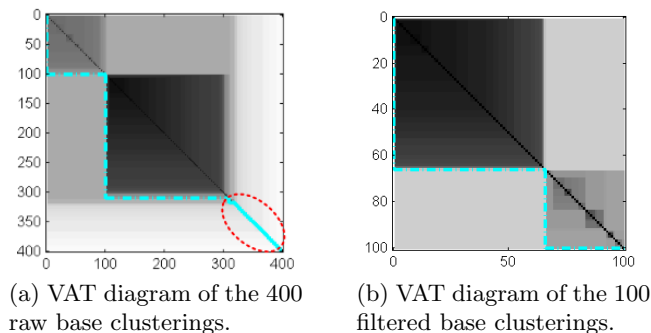 0
100
200
300
400
0 100 200 300 400
0
20
40
60
80
100
0 50 100
(a) VAT diagram of the 400
raw base clusterings.
(b) VAT diagram of the 100
filtered base clusterings.